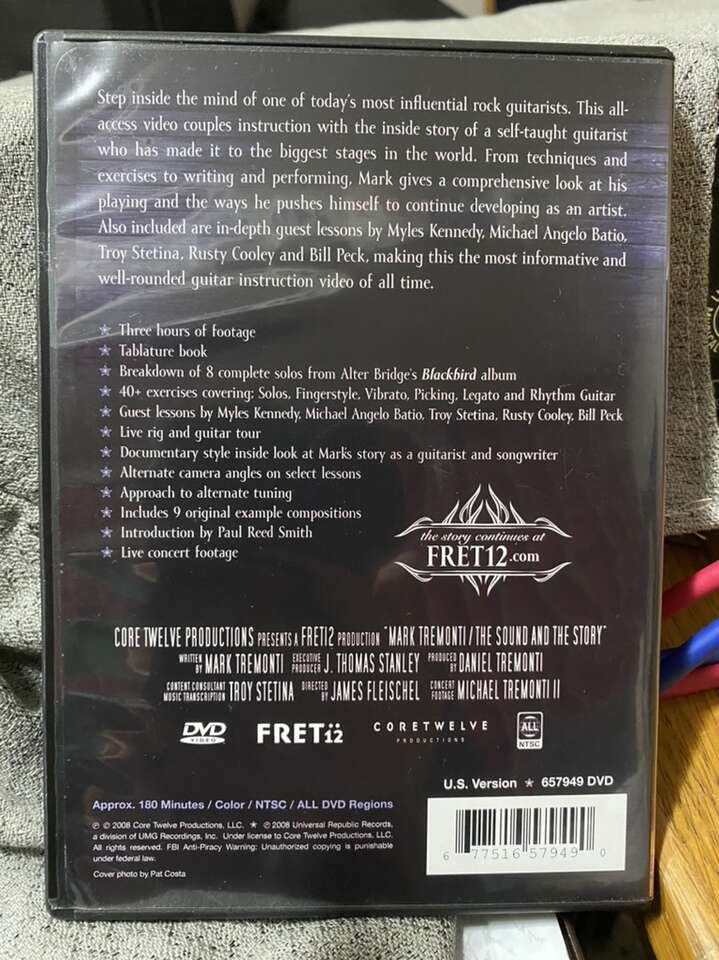 Step inside the mind of one of today's most influential rock guitarists. This all-
access video couples instruction with the inside story of a self-taught guitarist
who has made it to the biggest stages in the world. From techniques and
exercises to writing and performing, Mark gives a comprehensive look at his
playing and the ways he pushes himself to continue developing as an artist.
Also included are in-depth guest lessons by Myles Kennedy, Michael Angelo Batio,
Troy Stetina, Rusty Cooley and Bill Peck, making this the most informative and
well-rounded guitar instruction video of all time.
★ Three hours of footage
★ Tablature book
★ Breakdown of 8 complete solos from Alter Bridge's Blackbird album
★ 40+ exercises covering; Solos, Fingerstyle, Vibrato, Picking, Legato and Rhythm Guitar
★ Guest lessons by Myles Kennedy, Michael Angelo Batio, Troy Stetina, Rusty Cooley, Bill Peck
★ Live rig and guitar tour
★ Documentary style inside look at Mark's story as a guitarist and songwriter
★ Alternate camera angles on select lessons
★ Approach to alternate tuning
★ Includes 9 original example compositions
★ Introduction by Paul Reed Smith
★ Live concert footage
the story continues at
FRET12.com
CORE TWELVE PRODUCTIONS PRESENTS A FRET12 PRODUCTION "MARK TREMONTI / THE SOUND AND THE STORY"
WRITTEN BY MARK TREMONTI EXECUTIVE PRODUCER J. THOMAS STANLEY PRODUCED BY DANIEL TREMONTI
CONTENT CONSULTANT MUSIC TRANSCRIPTION TROY STETINA DIRECTED BY JAMES FLEISCHEL CONCERT FOOTAGE MICHAEL TREMONTI II
DVD VIDEO FRET12 CORETWELVE PRODUCTIONS ALL NTSC
U.S. Version ★ 657949 DVD
Approx. 180 Minutes / Color / NTSC / ALL DVD Regions
℗ © 2008 Core Twelve Productions, LLC. ★ ℗ 2008 Universal Republic Records,
a division of UMG Recordings, Inc. Under license to Core Twelve Productions, LLC.
All rights reserved. FBI Anti-Piracy Warning: Unauthorized copying is punishable
under federal law.
Cover photo by Pat Costa
6 77516 57949 0